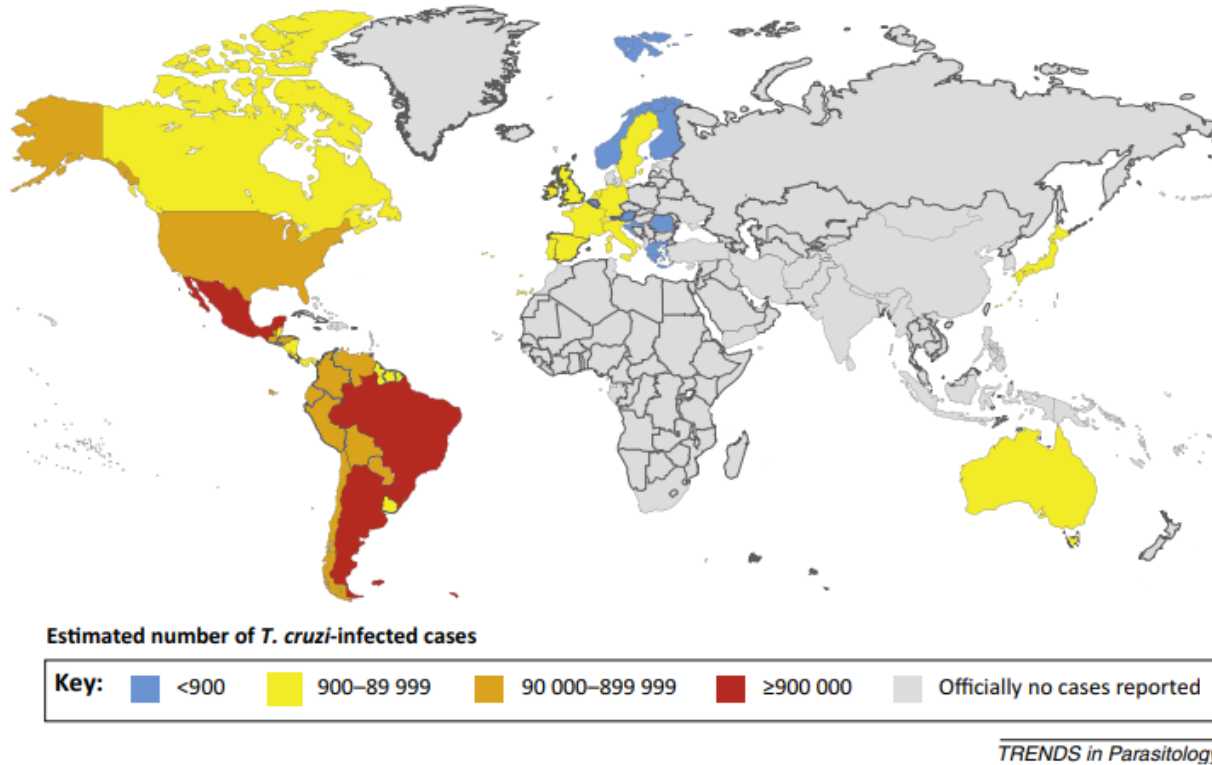 Estimated number of T. cruzi-infected cases
Key: <900 900–89 999 90 000–899 999 ≥900 000 Officially no cases reported
TRENDS in Parasitology